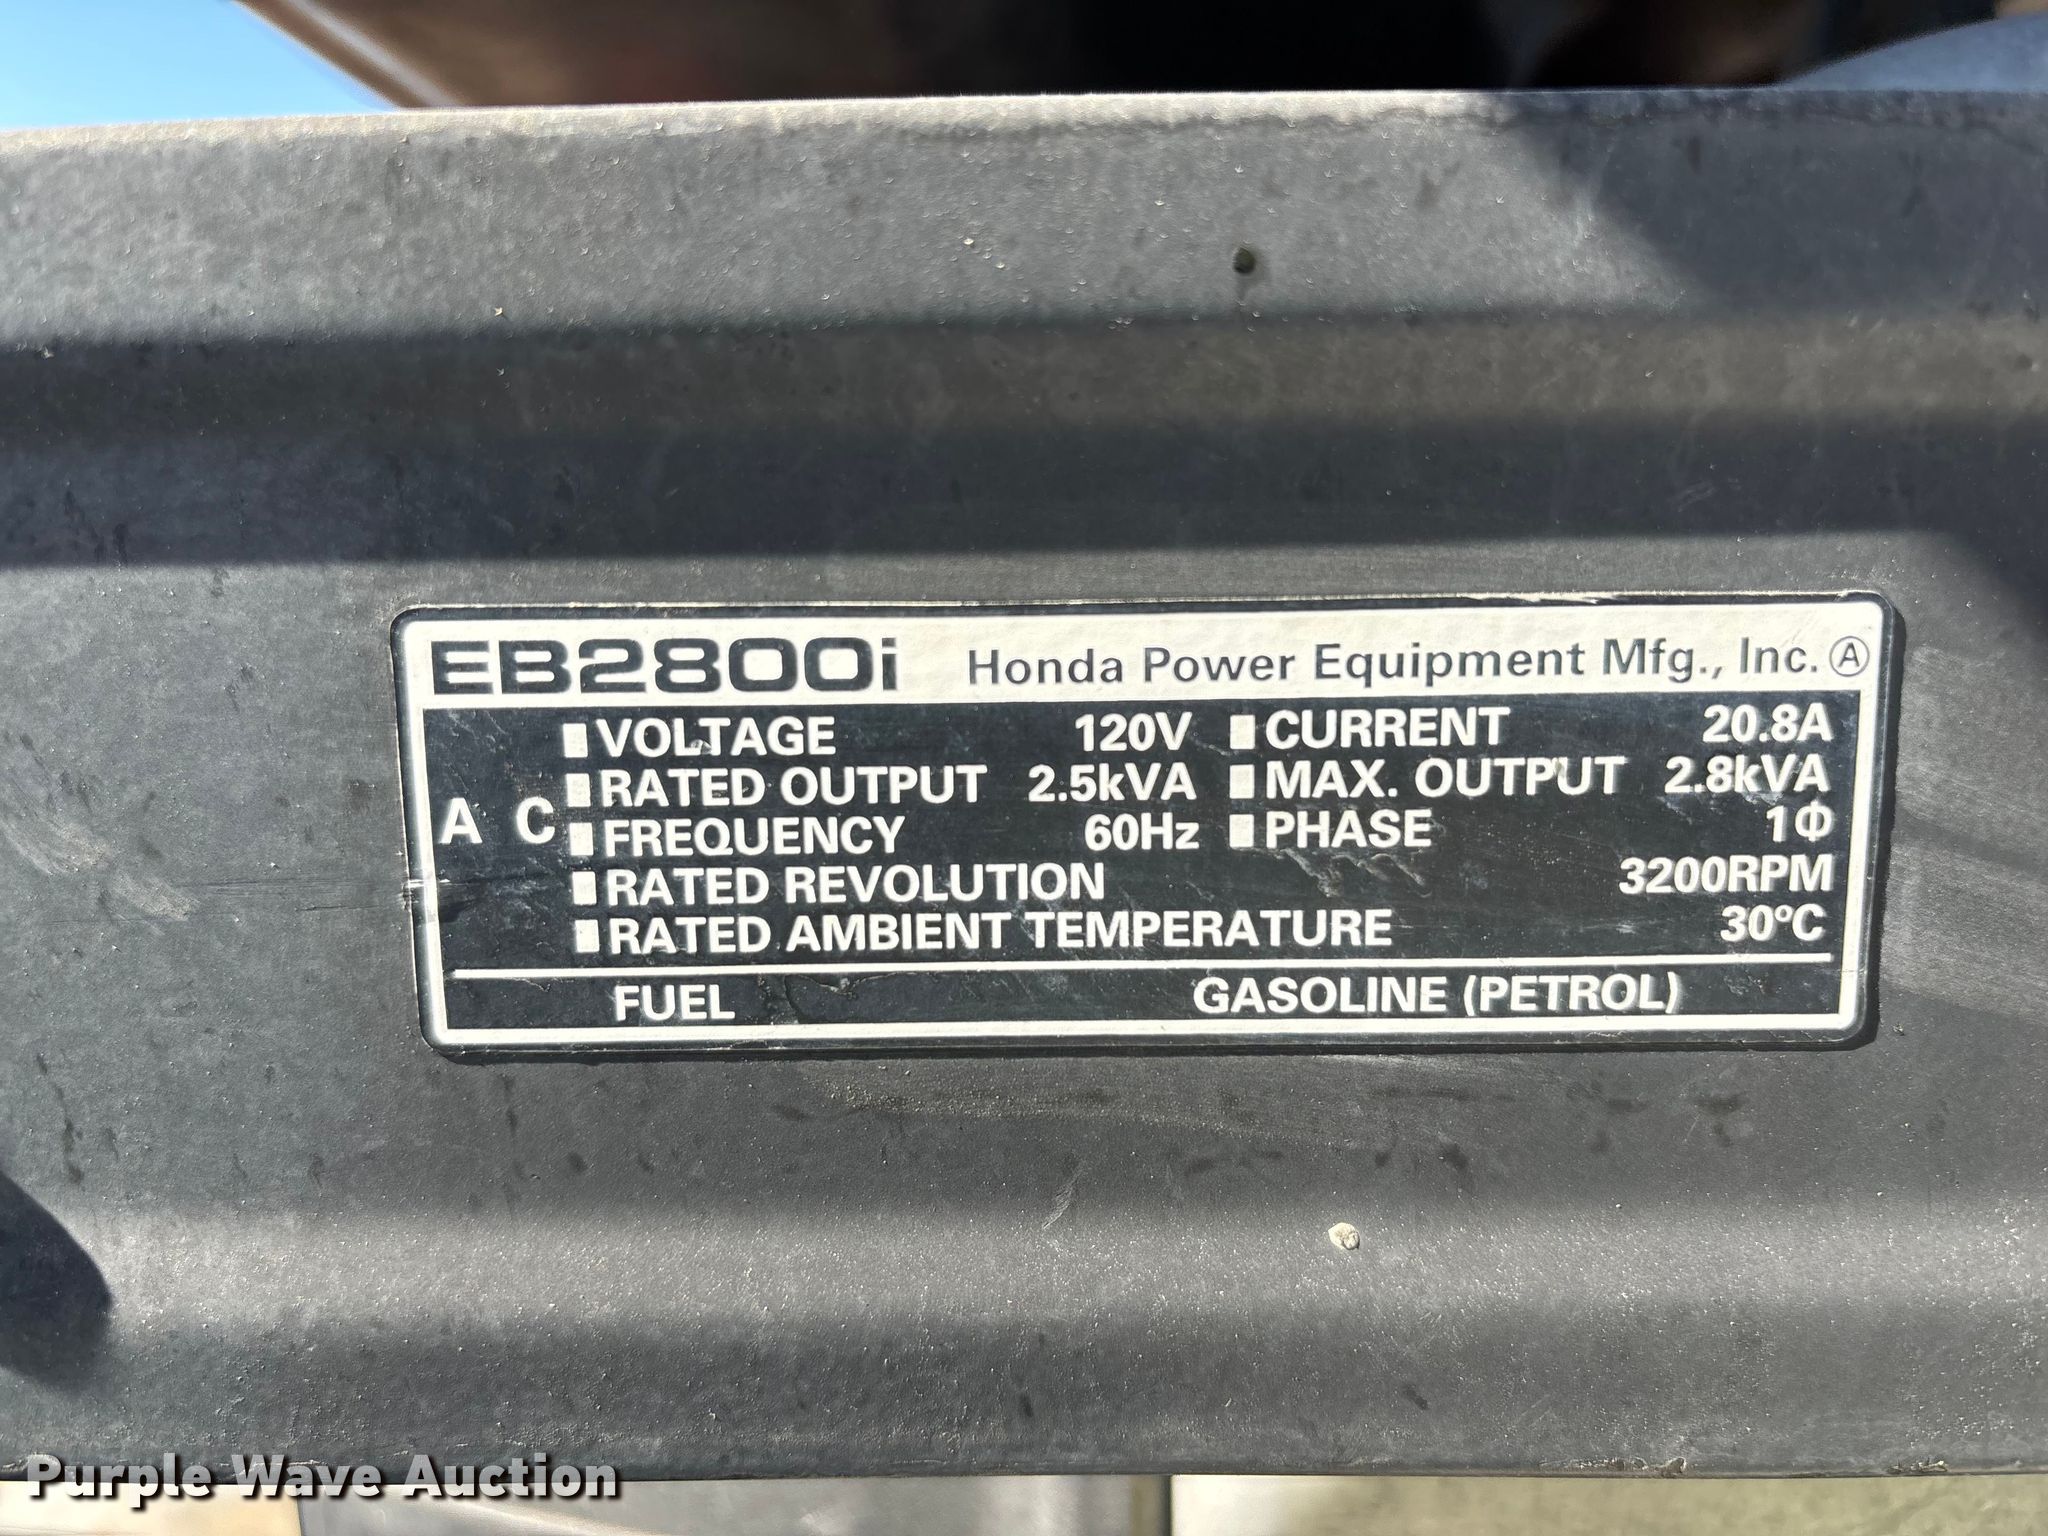 EB2800i Honda Power Equipment Mfg., Inc. Ⓐ
VOLTAGE 120V CURRENT 20.8A
RATED OUTPUT 2.5kVA MAX. OUTPUT 2.8kVA
A C FREQUENCY 60Hz PHASE 1Φ
RATED REVOLUTION 3200RPM
RATED AMBIENT TEMPERATURE 30ºC
FUEL GASOLINE (PETROL)
Purple Wave Auction